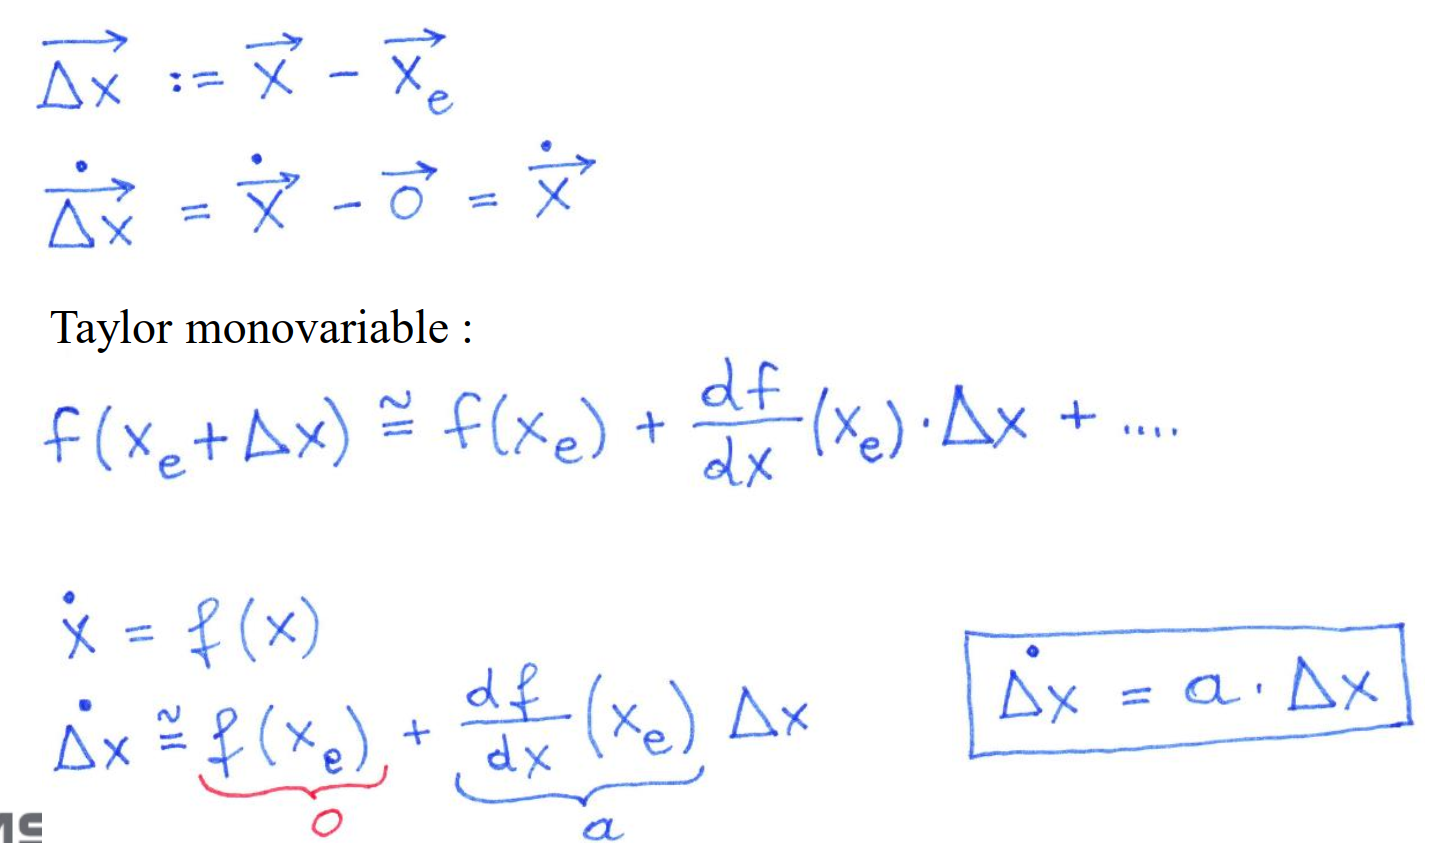 $\overrightarrow{\Delta x} := \vec{x} - \vec{x}_e$
$\dot{\overrightarrow{\Delta x}} = \dot{\vec{x}} - \vec{0} = \dot{\vec{x}}$
Taylor monovariable :
$f(x_e + \Delta x) \cong f(x_e) + \frac{df}{dx}(x_e) \cdot \Delta x + ....$
$\dot{x} = f(x)$
$\dot{\Delta x} \cong \underbrace{f(x_e)}_{0} + \underbrace{\frac{df}{dx}(x_e)}_{a} \Delta x$
$\dot{\Delta x} = a \cdot \Delta x$